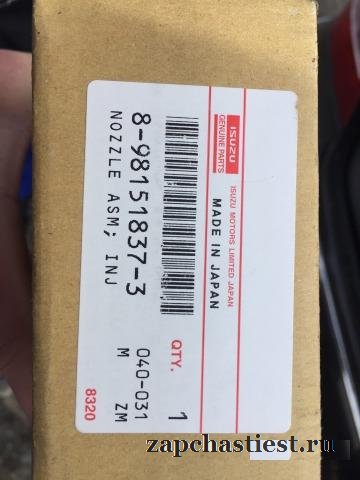 ISUZU
GENUINE PARTS
ISUZU MOTORS LIMITED JAPAN
MADE IN JAPAN
8-98151837-3
NOZZLE ASM; INJ
QTY.
1
040-031
M ZM
8320
zapchastiest.ru